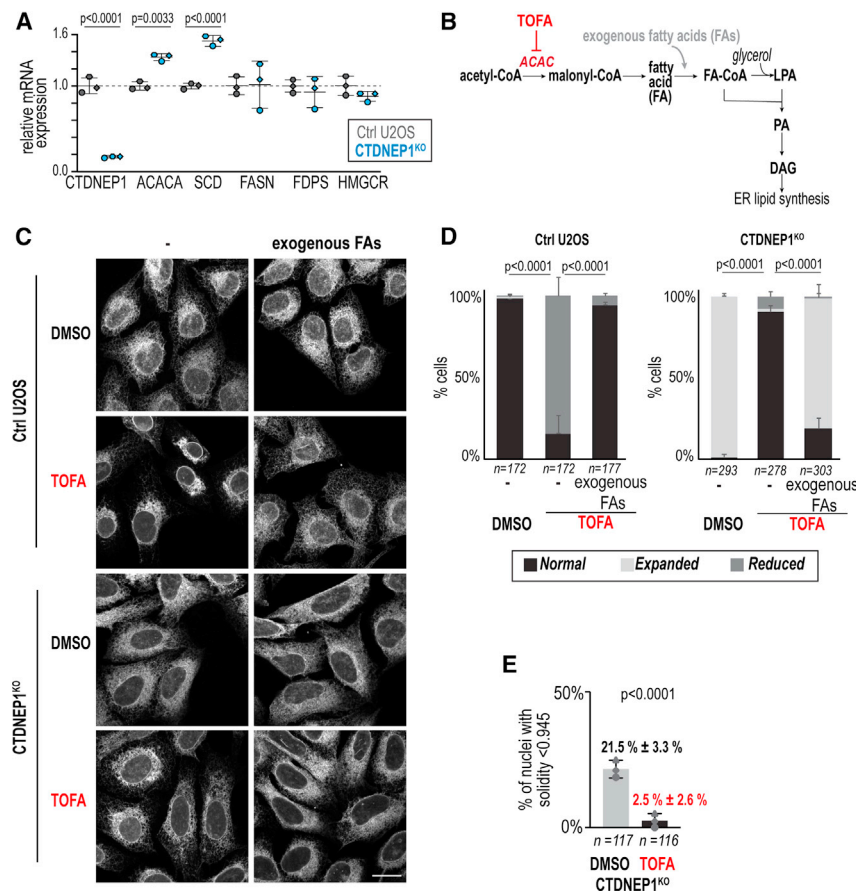 A
p<0.0001 p=0.0033 p<0.0001
1.6
1.0
0.0
relative mRNA
expression
Ctrl U2OS
CTDNEP1KO
CTDNEP1 ACACA SCD FASN FDPS HMGCR
B
TOFA
exogenous fatty acids (FAs)
ACAC
glycerol
acetyl-CoA malonyl-CoA fatty
acid
(FA) FA-CoA LPA
PA
DAG
ER lipid synthesis
C
- exogenous FAs
Ctrl U2OS
DMSO
TOFA
CTDNEP1KO
DMSO
TOFA
D
Ctrl U2OS
p<0.0001 p<0.0001
100%
50%
0%
% cells
n=172 n=172 n=177
- - exogenous
FAs
DMSO TOFA
CTDNEP1KO
p<0.0001 p<0.0001
100%
50%
0%
% cells
n=293 n=278 n=303
- - exogenous
FAs
DMSO TOFA
Normal Expanded Reduced
E
50%
0%
% of nuclei with
solidity <0.945
p<0.0001
21.5 % ± 3.3 %
2.5 % ± 2.6 %
n =117 n =116
DMSO TOFA
CTDNEP1KO